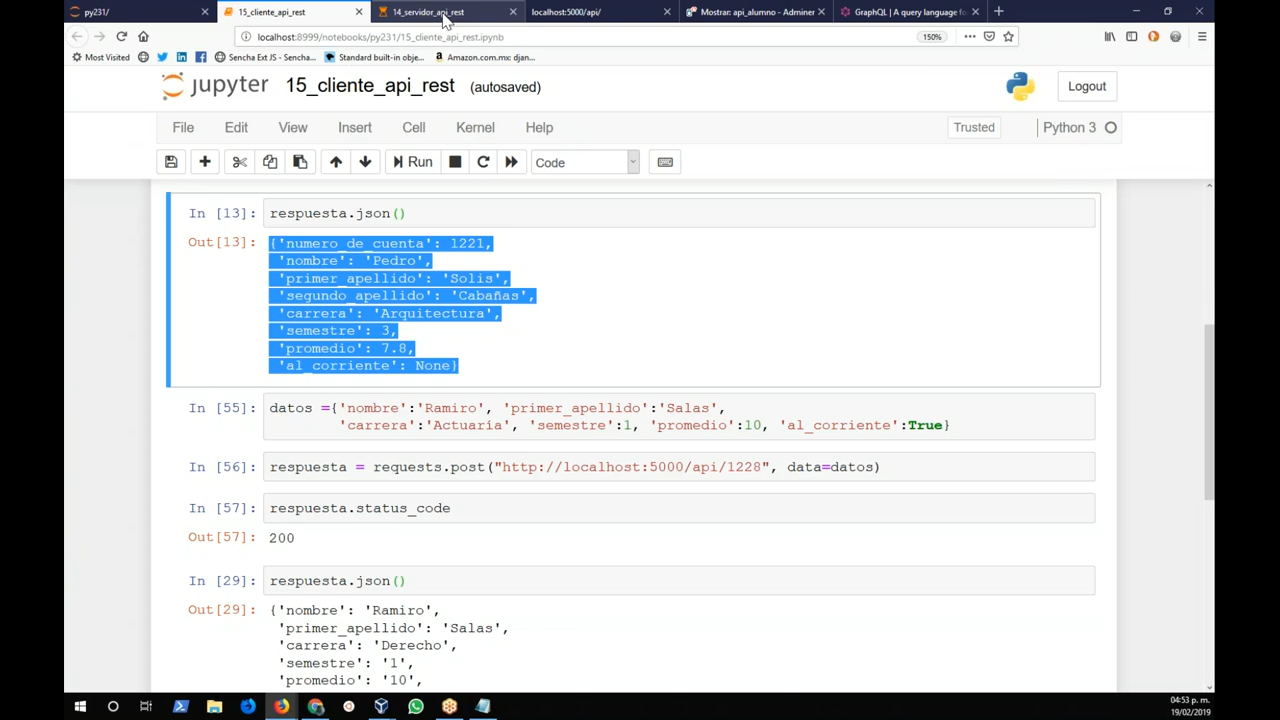 py231/
15_cliente_api_rest
14_servidor_api_rest
localhost:5000/api/
Mostrar: api_alumno - Adminer
GraphQL | A query language f
localhost:8999/notebooks/py231/15_cliente_api_rest.ipynb
150%
Most Visited
Sencha Ext JS - Sencha...
Standard built-in obje...
Amazon.com.mx: djan...
jupyter 15_cliente_api_rest (autosaved)
Logout
File Edit View Insert Cell Kernel Help
Trusted
Python 3
Run
Code
In [13]: respuesta.json()
Out[13]: {'numero_de_cuenta': 1221,
'nombre': 'Pedro',
'primer_apellido': 'Solis',
'segundo_apellido': 'Cabañas',
'carrera': 'Arquitectura',
'semestre': 3,
'promedio': 7.8,
'al_corriente': None}
In [55]: datos ={'nombre':'Ramiro', 'primer_apellido':'Salas',
'carrera':'Actuaría', 'semestre':1, 'promedio':10, 'al_corriente':True}
In [56]: respuesta = requests.post("http://localhost:5000/api/1228", data=datos)
In [57]: respuesta.status_code
Out[57]: 200
In [29]: respuesta.json()
Out[29]: {'nombre': 'Ramiro',
'primer_apellido': 'Salas',
'carrera': 'Derecho',
'semestre': '1',
'promedio': '10',
04:53 p. m.
19/02/2019